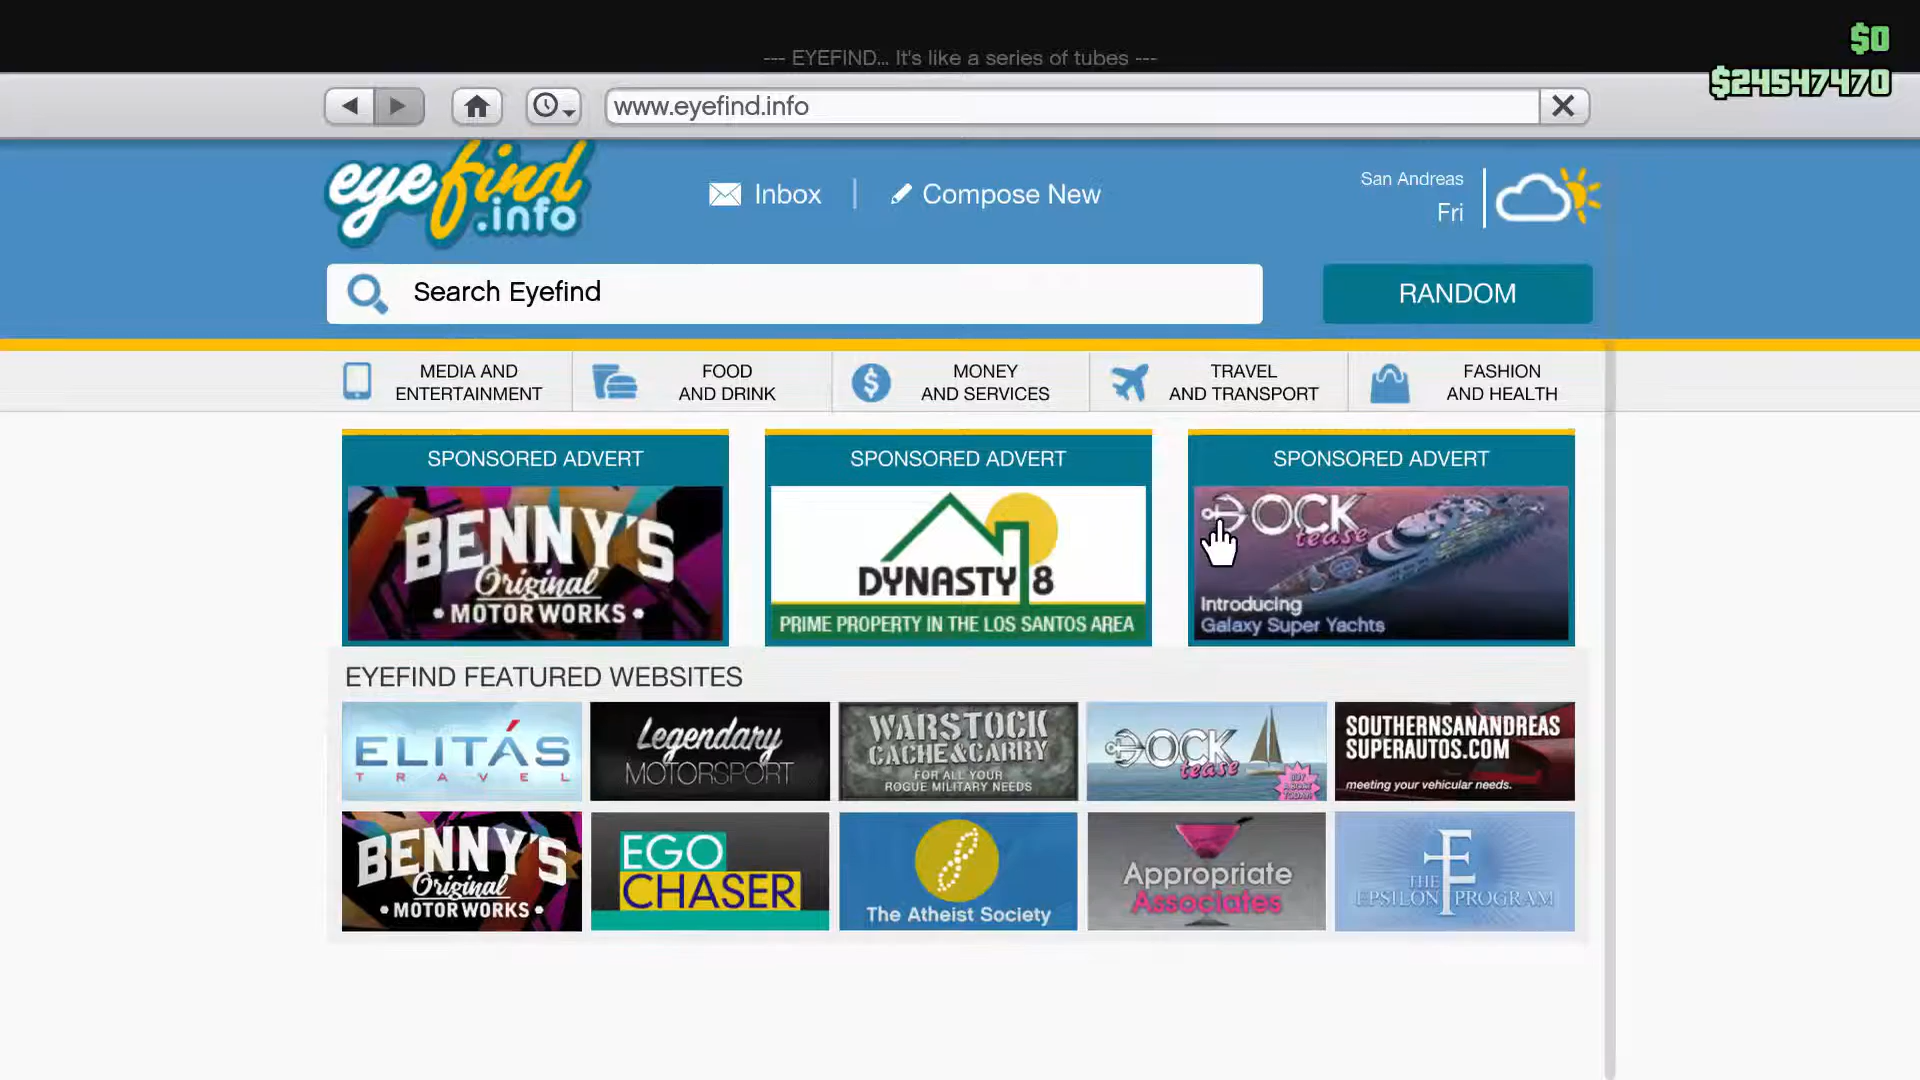 $0
--- EYEFIND... It's like a series of tubes ---
$24547470
www.eyefind.info
eyefind
.info
Inbox
Compose New
San Andreas
Fri
Search Eyefind
RANDOM
MEDIA AND
ENTERTAINMENT
FOOD
AND DRINK
MONEY
AND SERVICES
TRAVEL
AND TRANSPORT
FASHION
AND HEALTH
SPONSORED ADVERT
BENNY'S
Original
• MOTOR WORKS •
SPONSORED ADVERT
DYNASTY 8
PRIME PROPERTY IN THE LOS SANTOS AREA
SPONSORED ADVERT
DOCK
tease
Introducing
Galaxy Super Yachts
EYEFIND FEATURED WEBSITES
ELITÁS
TRAVEL
Legendary
MOTORSPORT
WARSTOCK
CACHE & CARRY
FOR ALL YOUR
ROGUE MILITARY NEEDS
DOCK
tease
SOUTHERNSANANDREAS
SUPERAUTOS.COM
meeting your vehicular needs.
BENNY'S
Original
• MOTOR WORKS •
EGO
CHASER
The Atheist Society
Appropriate
Associates
THE
EPSILON PROGRAM